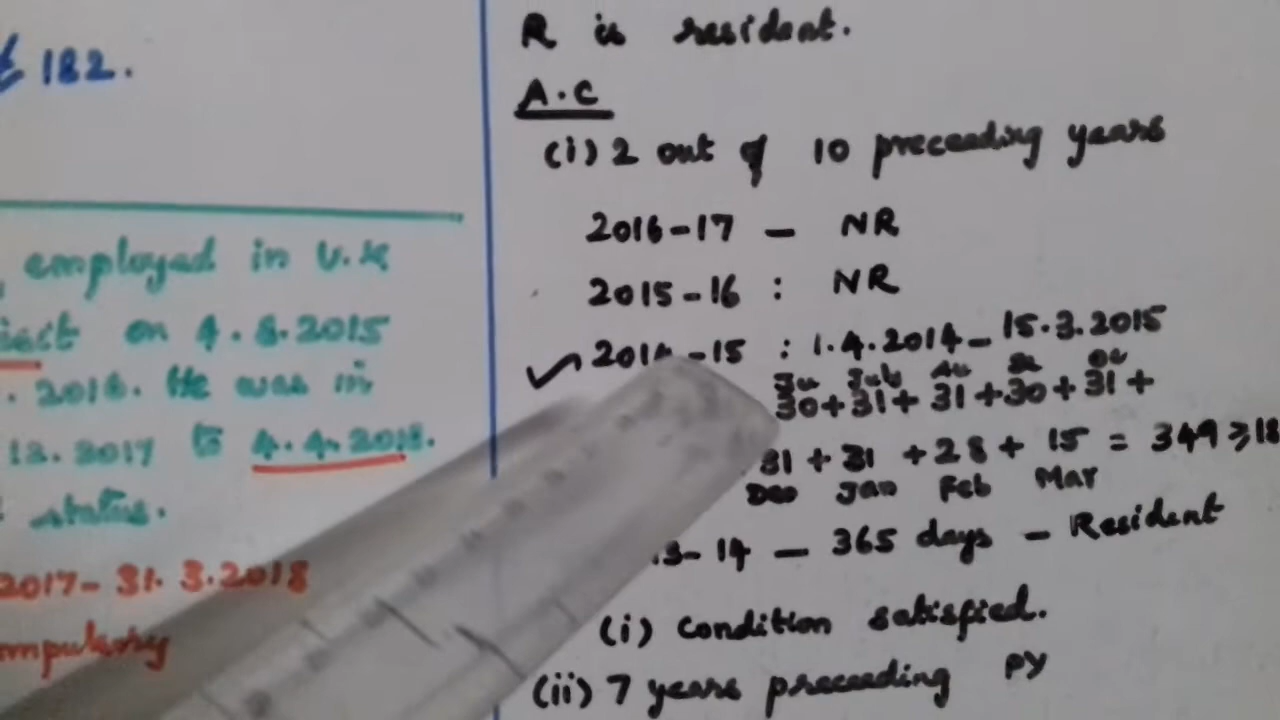 182.
employed in U.K
on 4.8.2015
2016. He was in
12.2017 to 4.4.2018.
status.
2017- 31.3.2018
R is resident.
A.C
(i) 2 out of 10 preceeding years
2016-17 - NR
2015-16 : NR
2014-15 : 1.4.2014 - 15.3.2015
30+31+ 31+30+31+
31+31+28+15 = 349 ≥18
Dec Jan Feb Mar
13-14 - 365 days - Resident
(i) condition satisfied.
(ii) 7 years preceeding PY